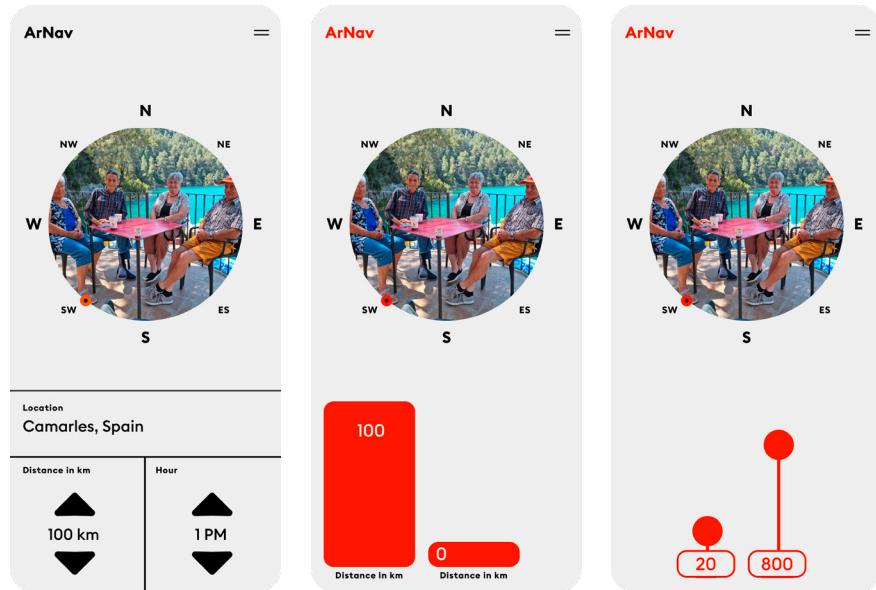 ArNav
N
NW
NE
W
E
SW
ES
S
Location
Camarles, Spain
Distance in km
Hour
100 km
1 PM
ArNav
N
NW
NE
W
E
SW
ES
S
100
0
Distance in km
Distance in km
ArNav
N
NW
NE
W
E
SW
ES
S
20
800